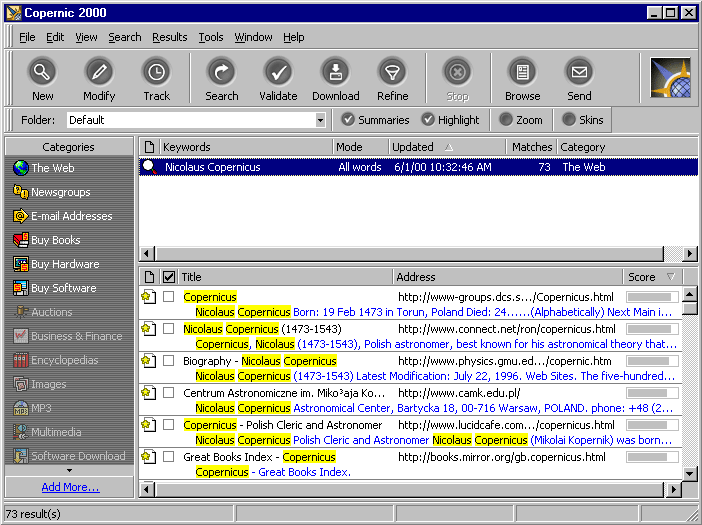 Copernic 2000
File Edit View Search Results Tools Window Help
New Modify Track Search Validate Download Refine Stop Browse Send
Folder: Default Summaries Highlight Zoom Skins
Categories
The Web
Newsgroups
E-mail Addresses
Buy Books
Buy Hardware
Buy Software
Auctions
Business & Finance
Encyclopedias
Images
MP3
Multimedia
Software Download
Add More...
Keywords Mode Updated Matches Category
Nicolaus Copernicus All words 6/1/00 10:32:46 AM 73 The Web
Title Address Score
Copernicus http://www-groups.dcs.s.../Copernicus.html
Nicolaus Copernicus Born: 19 Feb 1473 in Torun, Poland Died: 24......(Alphabetically) Next Main i...
Nicolaus Copernicus (1473-1543) http://www.connect.net/ron/copernicus.html
Copernicus, Nicolaus (1473-1543), Polish astronomer, best known for his astronomical theory that...
Biography - Nicolaus Copernicus http://www.physics.gmu.ed.../copernic.htm
Nicolaus Copernicus (1473-1543) Latest Modification: July 22, 1996. Web Sites. The five-hundred...
Centrum Astronomiczne im. Miko³aja Ko... http://www.camk.edu.pl/
Nicolaus Copernicus Astronomical Center, Bartycka 18, 00-716 Warsaw, POLAND. phone: +48 (2...
Copernicus - Polish Cleric and Astronomer http://www.lucidcafe.com.../copernicus.html
Nicolaus Copernicus Polish Cleric and Astronomer Nicolaus Copernicus (Mikolai Kopernik) was born...
Great Books Index - Copernicus http://books.mirror.org/gb.copernicus.html
Copernicus - Great Books Index.
73 result(s)